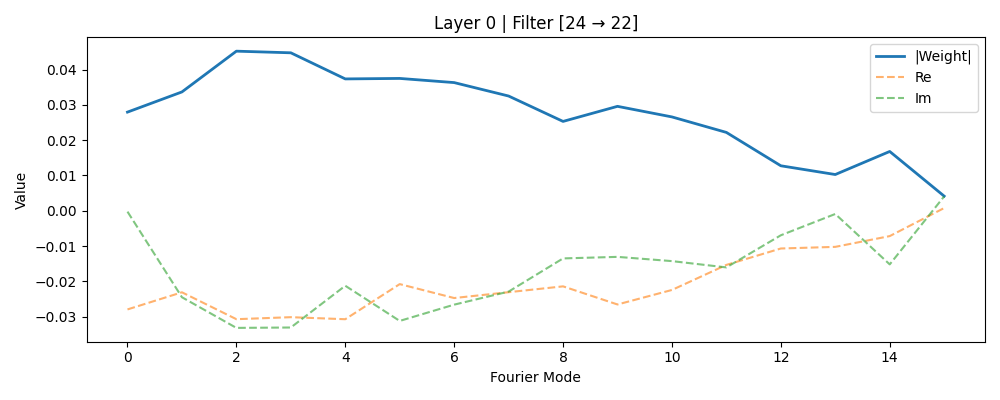 Layer 0 | Filter [24 → 22]
|Weight|
Re
Im
Value
0.04
0.03
0.02
0.01
0.00
−0.01
−0.02
−0.03
0 2 4 6 8 10 12 14
Fourier Mode